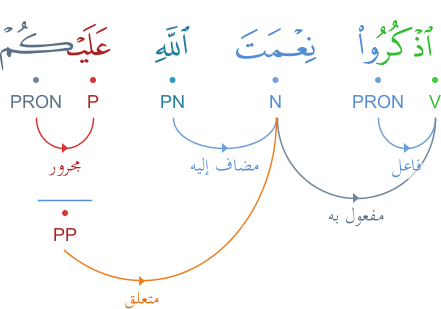 ٱذْكُرُوا۟ نِعْمَتَ ٱللَّهِ عَلَيْكُمْ
V PRON N PN P PRON
فاعل مضاف إليه مجرور
مفعول به
PP
متعلق